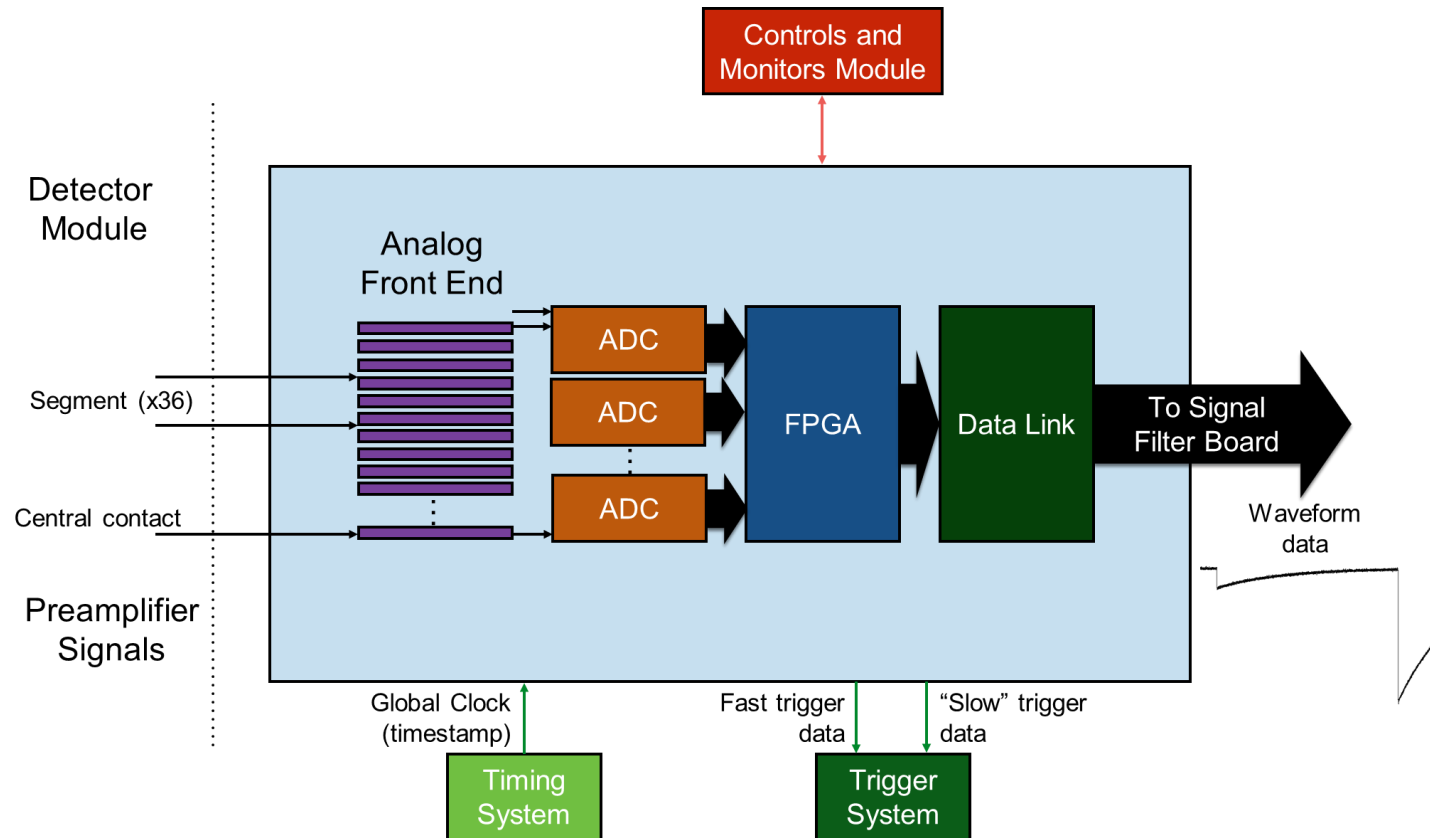 Controls and
Monitors Module
Detector
Module
Analog
Front End
Segment (x36)
Central contact
Preamplifier
Signals
ADC
ADC
ADC
FPGA
Data Link
To Signal
Filter Board
Waveform
data
Global Clock
(timestamp)
Fast trigger
data
“Slow” trigger
data
Timing
System
Trigger
System